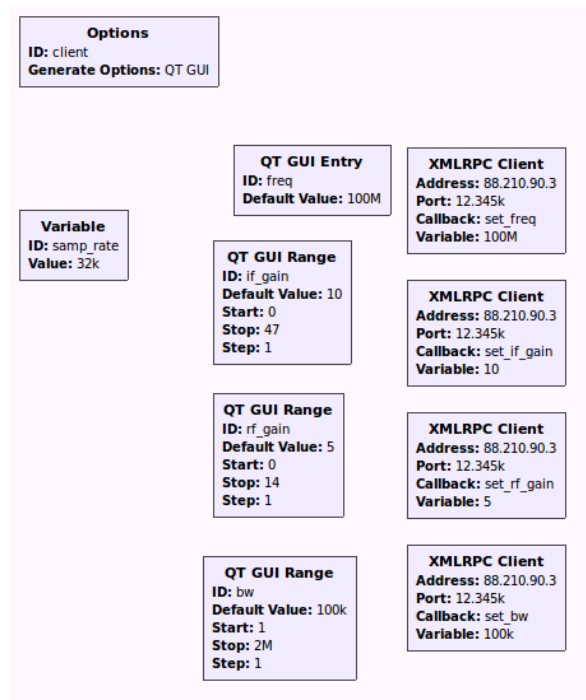 Options
ID: client
Generate Options: QT GUI
QT GUI Entry
ID: freq
Default Value: 100M
XMLRPC Client
Address: 88.210.90.3
Port: 12.345k
Callback: set_freq
Variable: 100M
Variable
ID: samp_rate
Value: 32k
QT GUI Range
ID: if_gain
Default Value: 10
Start: 0
Stop: 47
Step: 1
XMLRPC Client
Address: 88.210.90.3
Port: 12.345k
Callback: set_if_gain
Variable: 10
QT GUI Range
ID: rf_gain
Default Value: 5
Start: 0
Stop: 14
Step: 1
XMLRPC Client
Address: 88.210.90.3
Port: 12.345k
Callback: set_rf_gain
Variable: 5
QT GUI Range
ID: bw
Default Value: 100k
Start: 1
Stop: 2M
Step: 1
XMLRPC Client
Address: 88.210.90.3
Port: 12.345k
Callback: set_bw
Variable: 100k